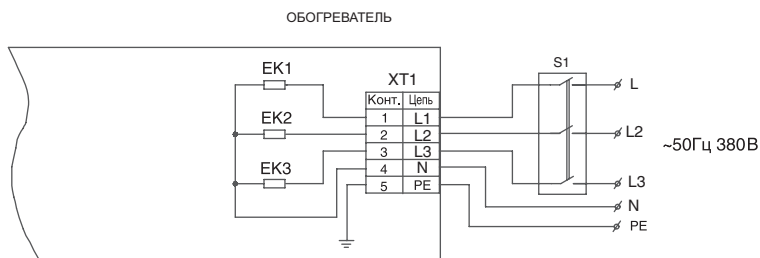 ОБОГРЕВАТЕЛЬ
EK1
XT1
S1
Конт. Цепь
L
1 L1
EK2
2 L2
L2
~50Гц 380В
3 L3
EK3
4 N
L3
5 PE
N
PE